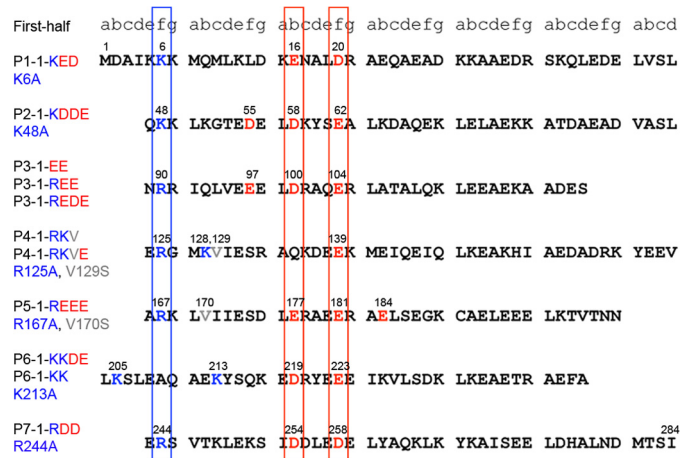 First-half abcdefg abcdefg abcdefg abcdefg abcdefg abcdefg abcd
1 6 16 20
P1-1-KED MDAIKKK MQMLKLD KENALDR AEQAEAD KKAAEDR SKQLEDE LVSL
K6A
48 55 58 62
P2-1-KDDE QKK LKGTEDE LDKYSEA LKDAQEK LELAEKK ATDAEAD VASL
K48A
P3-1-EE
90 97 100 104
P3-1-REE NRR IQLVEEE LDRAQER LATALQK LEEAEKA ADES
P3-1-REDE
P4-1-RKV 125 128,129 139
P4-1-RKVE ERG MKVIESR AQKDEEK MEIQEIQ LKEAKHI AEDADRK YEEV
R125A, V129S
167 170 177 181 184
P5-1-REEE ARK LVIIESD LERAEER AELSEGK CAELEEE LKTVTNN
R167A, V170S
P6-1-KKDE 205 213 219 223
P6-1-KK LKSLEAQ AEKYSQK EDRYEEE IKVLSDK LKEAETR AEFA
K213A
244 254 258 284
P7-1-RDD ERS VTKLEKS IDDLEDE LYAQKLK YKAISEE LDHALND MTSI
R244A